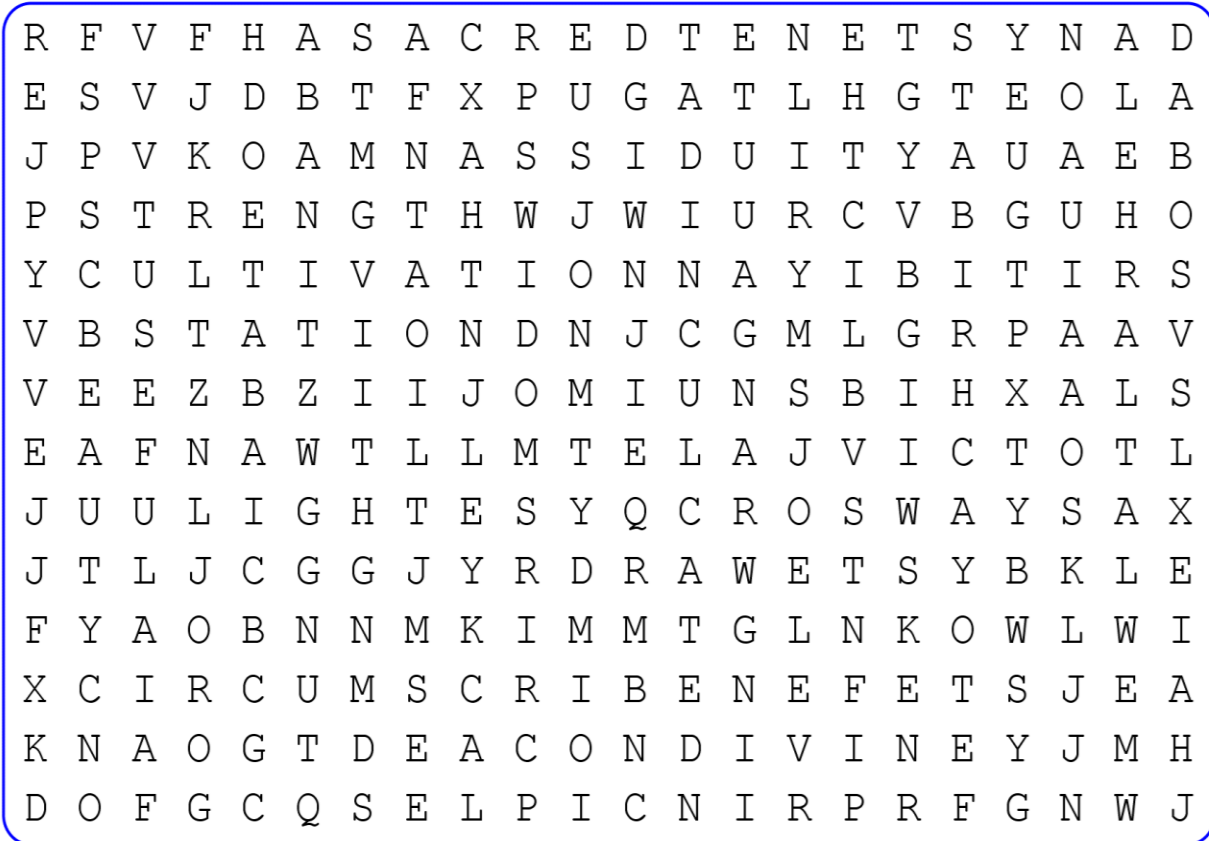 R F V F H A S A C R E D T E N E T S Y N A D
E S V J D B T F X P U G A T L H G T E O L A
J P V K O A M N A S S I D U I T Y A U A E B
P S T R E N G T H W J W I U R C V B G U H O
Y C U L T I V A T I O N N A Y I B I T I R S
V B S T A T I O N D N J C G M L G R P A A V
V E E Z B Z I I J O M I U N S B I H X A L S
E A F N A W T L L M T E L A J V I C T O T L
J U U L I G H T E S Y Q C R O S W A Y S A X
J T L J C G G J Y R D R A W E T S Y B K L E
F Y A O B N N M K I M M T G L N K O W L W I
X C I R C U M S C R I B E N E F E T S J E A
K N A O G T D E A C O N D I V I N E Y J M H
D O F G C Q S E L P I C N I R P R F G N W J